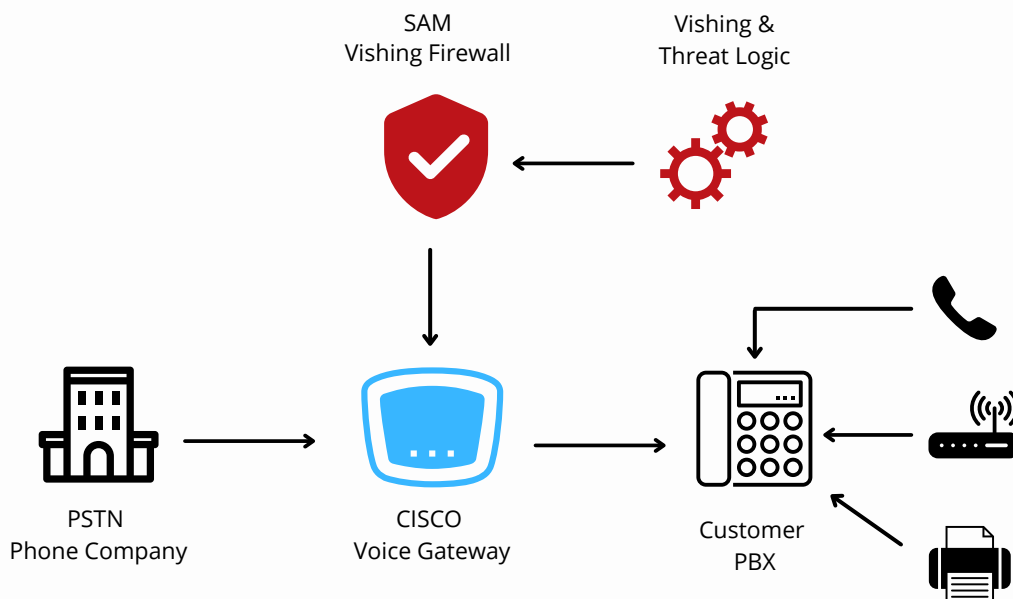 SAM
Vishing Firewall
Vishing &
Threat Logic
PSTN
Phone Company
CISCO
Voice Gateway
Customer
PBX